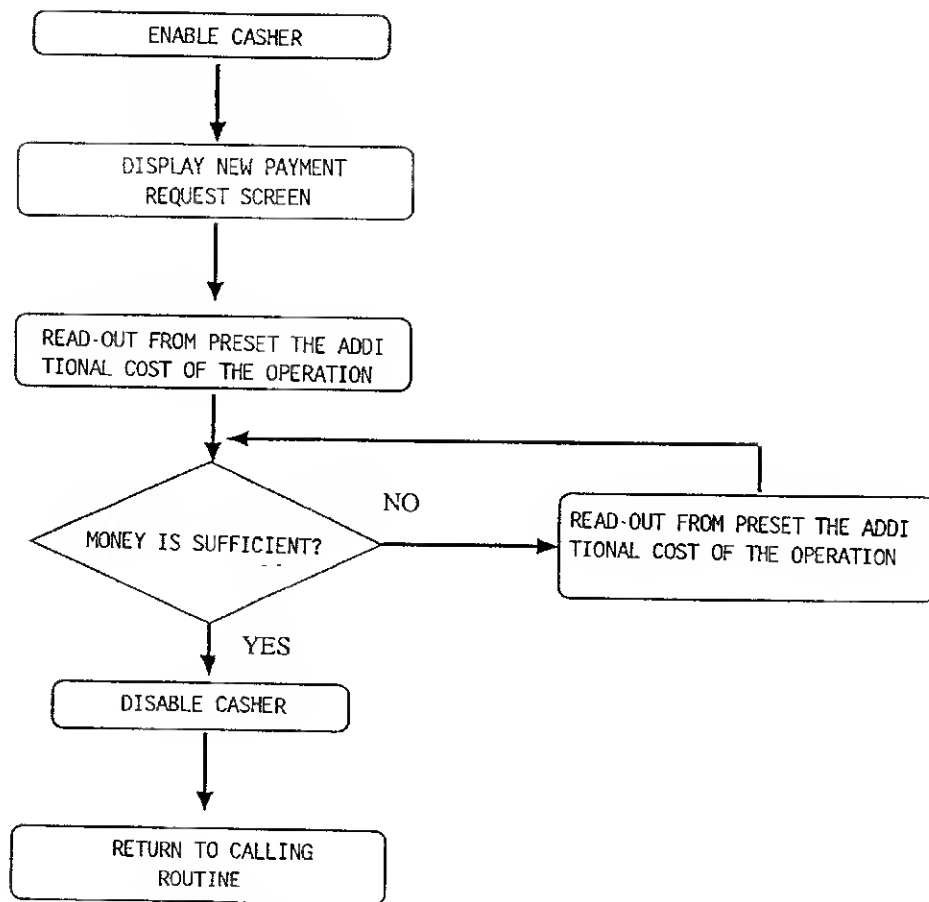 ENABLE CASHER
DISPLAY NEW PAYMENT
REQUEST SCREEN
READ-OUT FROM PRESET THE ADDI
TIONAL COST OF THE OPERATION
MONEY IS SUFFICIENT?
NO
READ-OUT FROM PRESET THE ADDI
TIONAL COST OF THE OPERATION
YES
DISABLE CASHER
RETURN TO CALLING
ROUTINE